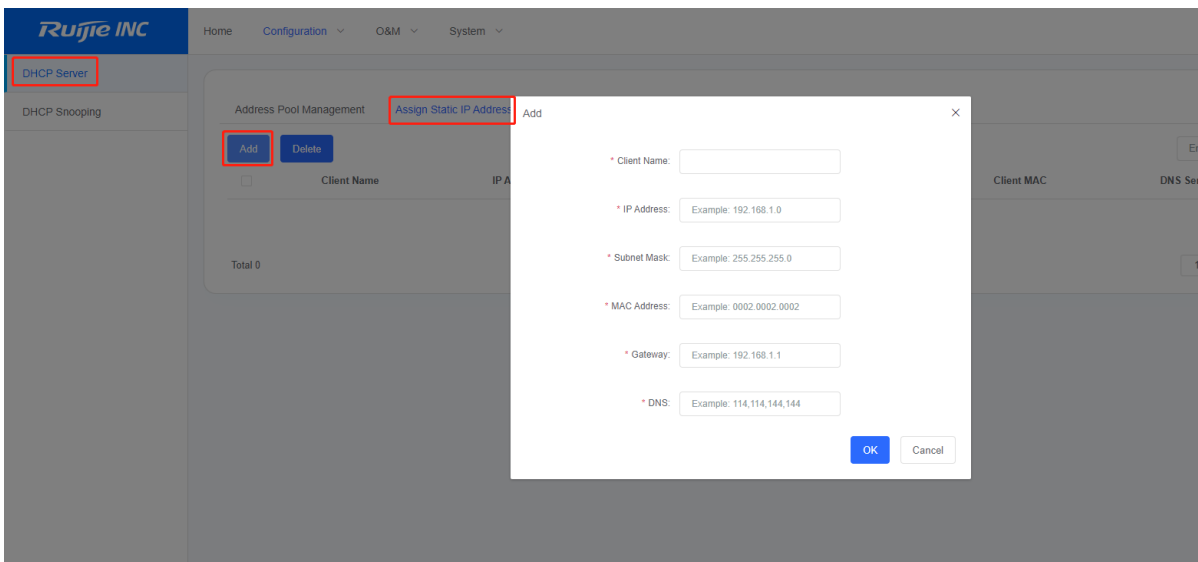 Ruijie INC
Home Configuration O&M System
DHCP Server
DHCP Snooping
Address Pool Management Assign Static IP Address
Add Delete
Client Name IP A Client MAC DNS Ser
Total 0
Add
* Client Name:
* IP Address: Example: 192.168.1.0
* Subnet Mask: Example: 255.255.255.0
* MAC Address: Example: 0002.0002.0002
* Gateway: Example: 192.168.1.1
* DNS: Example: 114,114,144,144
OK Cancel